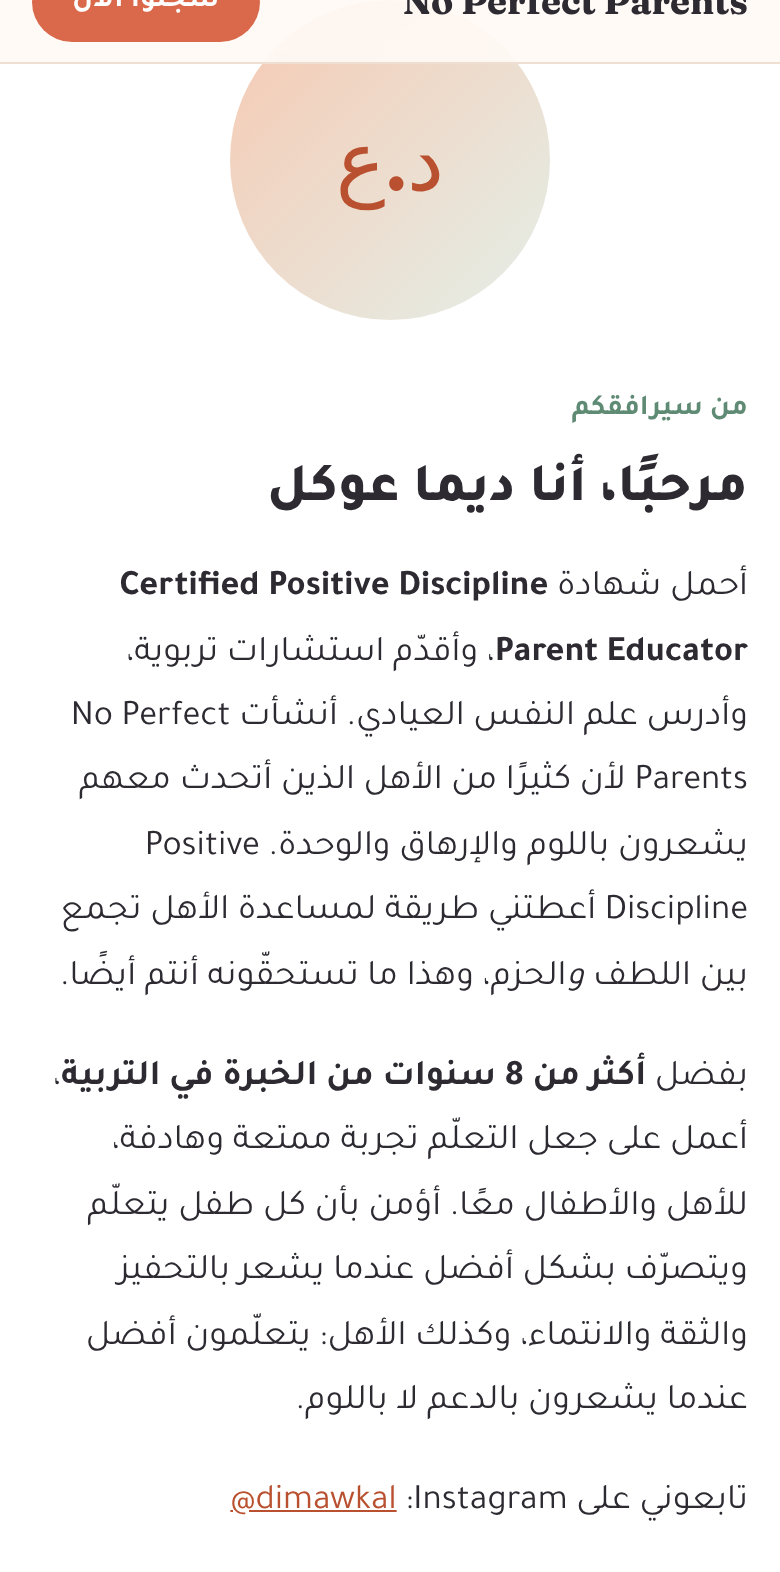 No Perfect Parents
سجّلوا الآن
د.ع
من سيرافقكم
مرحبًا، أنا ديما عوكل
أحمل شهادة Certified Positive Discipline
Parent Educator، وأقدّم استشارات تربوية،
وأدرس علم النفس العيادي. أنشأت No Perfect
Parents لأن كثيرًا من الأهل الذين أتحدث معهم
يشعرون باللوم والإرهاق والوحدة. Positive
Discipline أعطتني طريقة لمساعدة الأهل تجمع
بين اللطف والحزم، وهذا ما تستحقّونه أنتم أيضًا.
بفضل أكثر من 8 سنوات من الخبرة في التربية،
أعمل على جعل التعلّم تجربة ممتعة وهادفة،
للأهل والأطفال معًا. أؤمن بأن كل طفل يتعلّم
ويتصرّف بشكل أفضل عندما يشعر بالتحفيز
والثقة والانتماء، وكذلك الأهل: يتعلّمون أفضل
عندما يشعرون بالدعم لا باللوم.
تابعوني على Instagram: @dimawkal